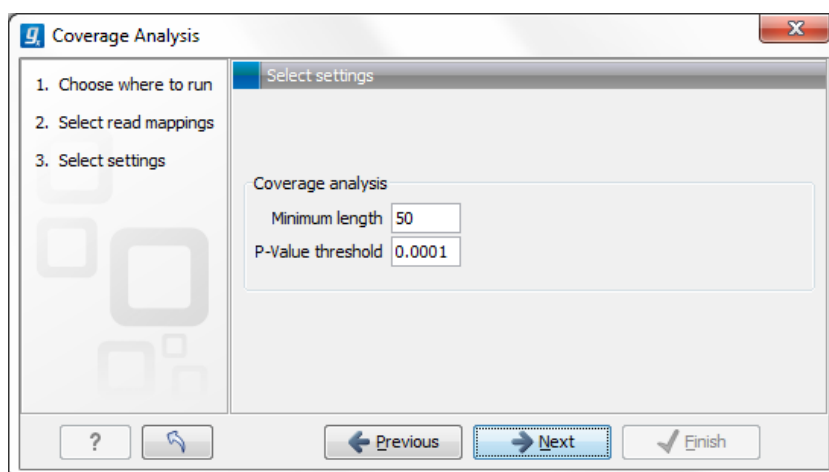 Coverage Analysis
1. Choose where to run
2. Select read mappings
3. Select settings
Select settings
Coverage analysis
Minimum length 50
P-Value threshold 0.0001
? Previous Next Finish